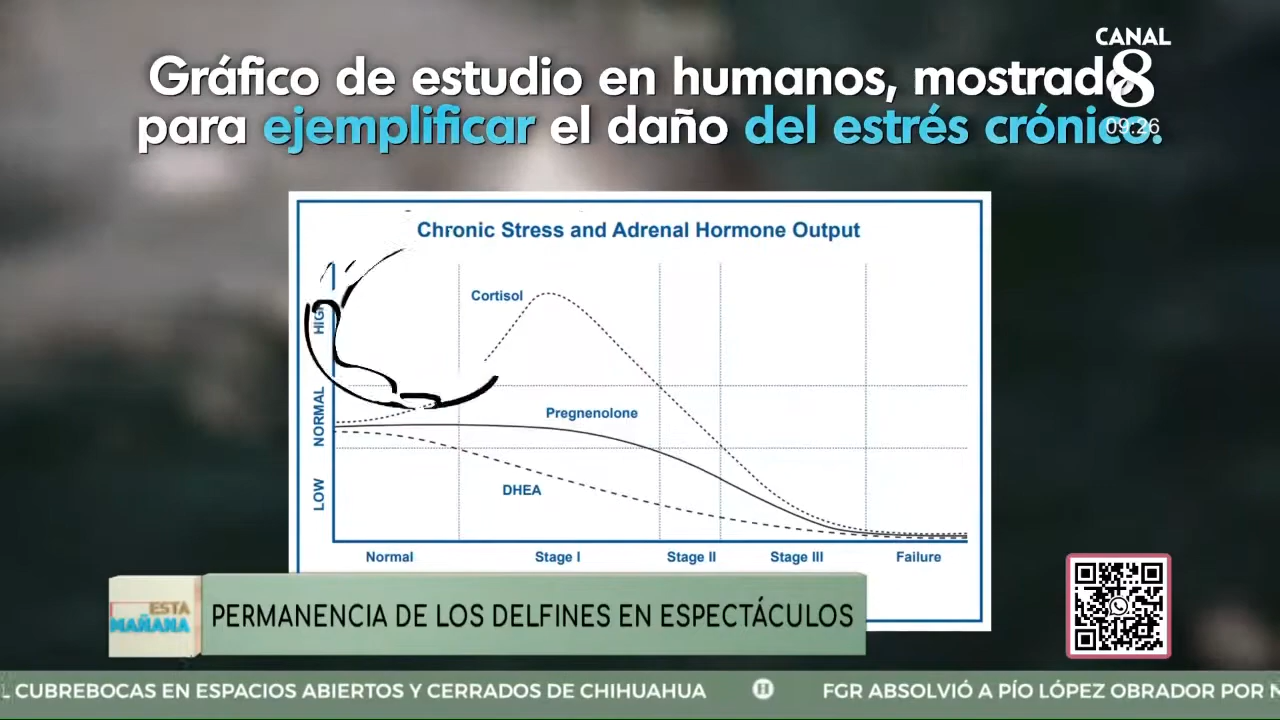 CANAL
8
09:26
Gráfico de estudio en humanos, mostrado
para ejemplificar el daño del estrés crónico.
Chronic Stress and Adrenal Hormone Output
HIGH
NORMAL
LOW
Cortisol
Pregnenolone
DHEA
Normal Stage I Stage II Stage III Failure
ESTA
MAÑANA
PERMANENCIA DE LOS DELFINES EN ESPECTÁCULOS
CUBREBOCAS EN ESPACIOS ABIERTOS Y CERRADOS DE CHIHUAHUA FGR ABSOLVIÓ A PÍO LÓPEZ OBRADOR POR